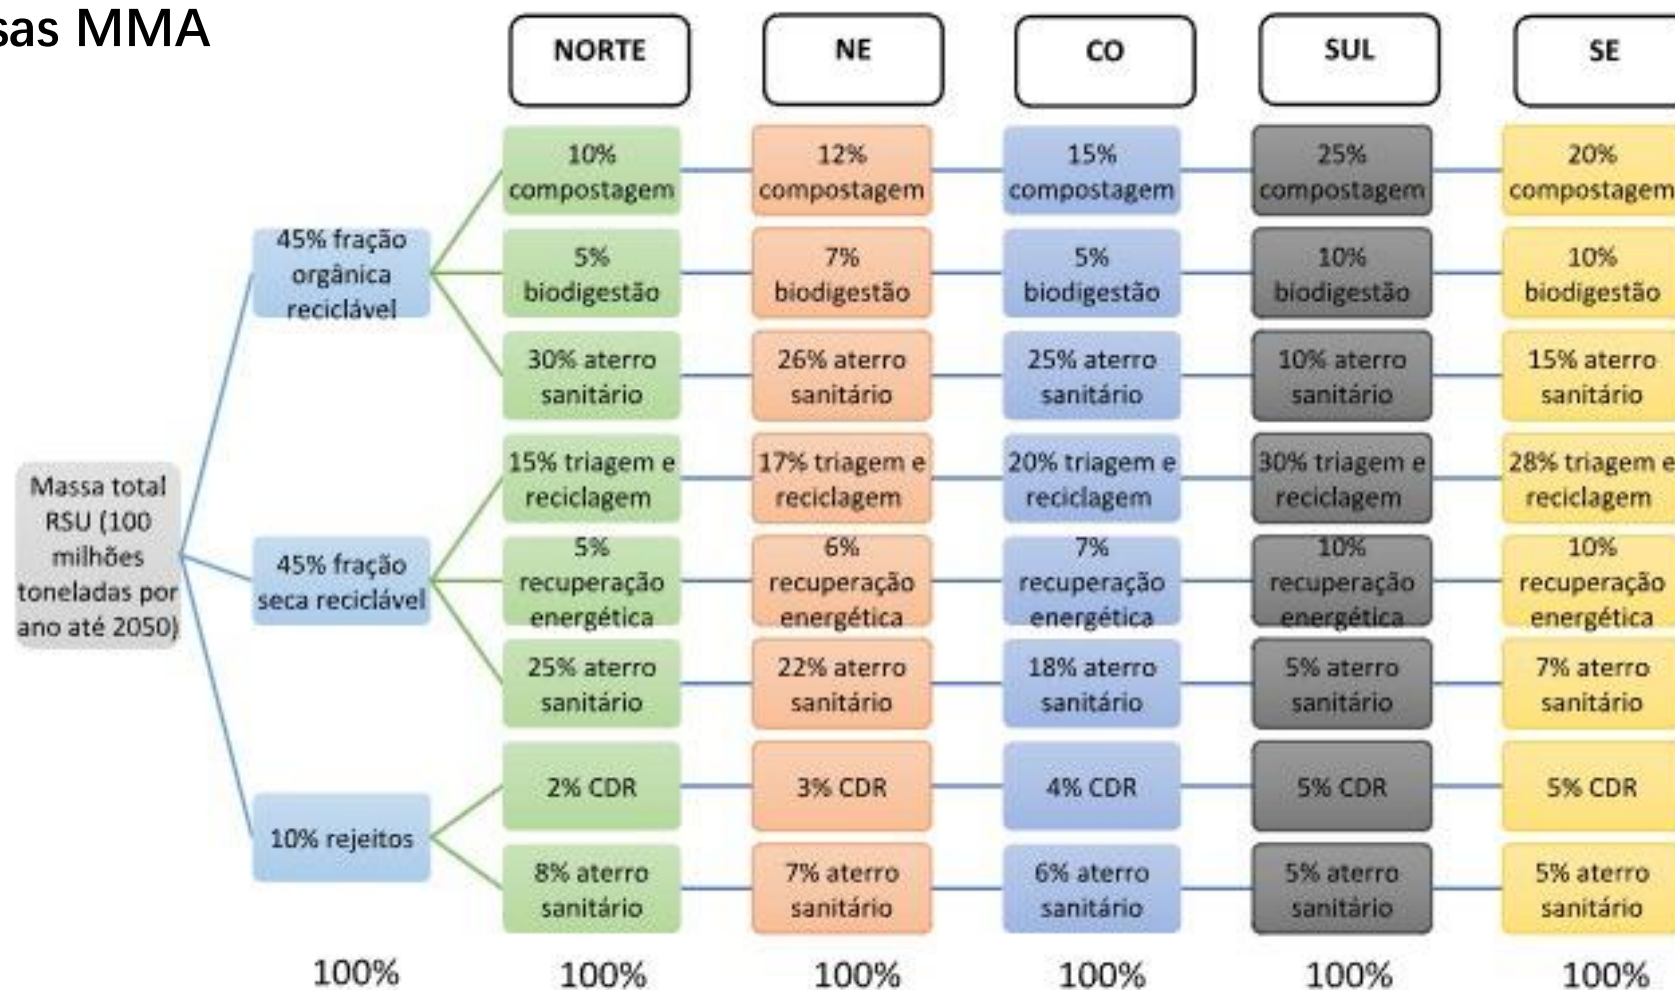 sas MMA
NORTE
NE
CO
SUL
SE
10%
compostagem
12%
compostagem
15%
compostagem
25%
compostagem
20%
compostagem
45% fração
orgânica
reciclável
5%
biodigestão
7%
biodigestão
5%
biodigestão
10%
biodigestão
10%
biodigestão
30% aterro
sanitário
26% aterro
sanitário
25% aterro
sanitário
10% aterro
sanitário
15% aterro
sanitário
Massa total
RSU (100
milhões
toneladas por
ano até 2050)
15% triagem e
reciclagem
17% triagem e
reciclagem
20% triagem e
reciclagem
30% triagem e
reciclagem
28% triagem e
reciclagem
45% fração
seca reciclável
5%
recuperação
energética
6%
recuperação
energética
7%
recuperação
energética
10%
recuperação
energética
10%
recuperação
energética
25% aterro
sanitário
22% aterro
sanitário
18% aterro
sanitário
5% aterro
sanitário
7% aterro
sanitário
10% rejeitos
2% CDR
3% CDR
4% CDR
5% CDR
5% CDR
8% aterro
sanitário
7% aterro
sanitário
6% aterro
sanitário
5% aterro
sanitário
5% aterro
sanitário
100%
100%
100%
100%
100%
100%